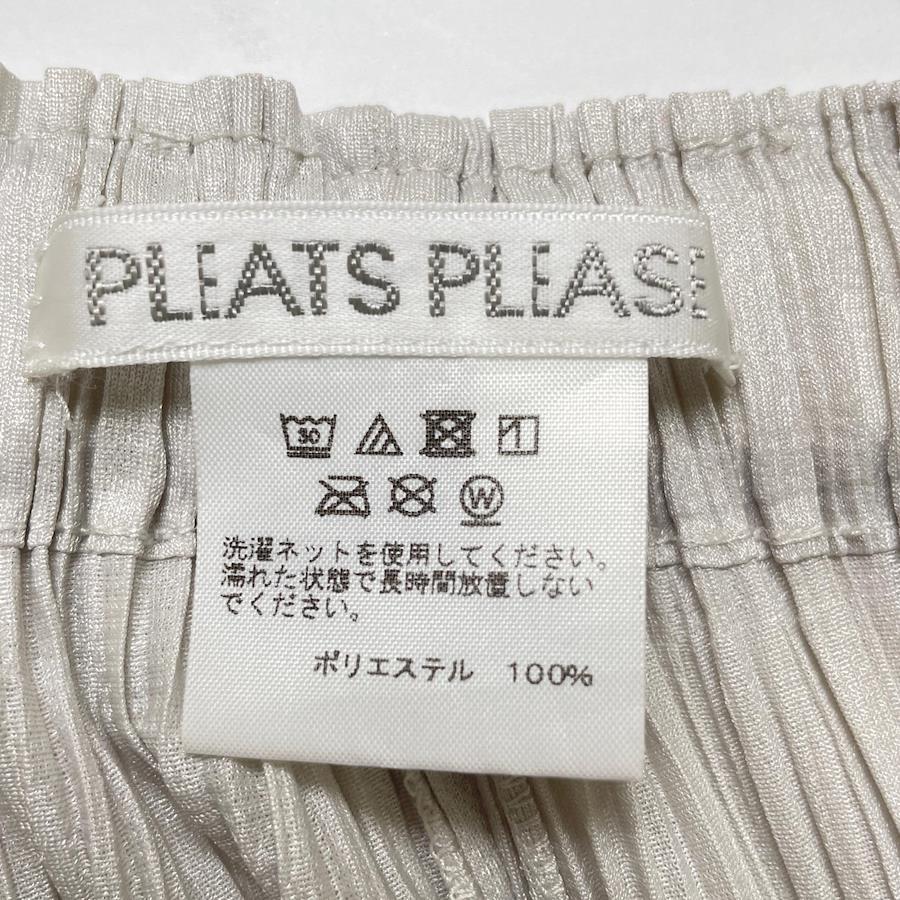 PLEATS PLEASE
30
W
洗濯ネットを使用してください。
濡れた状態で長時間放置しない
でください。
ポリエステル 100%